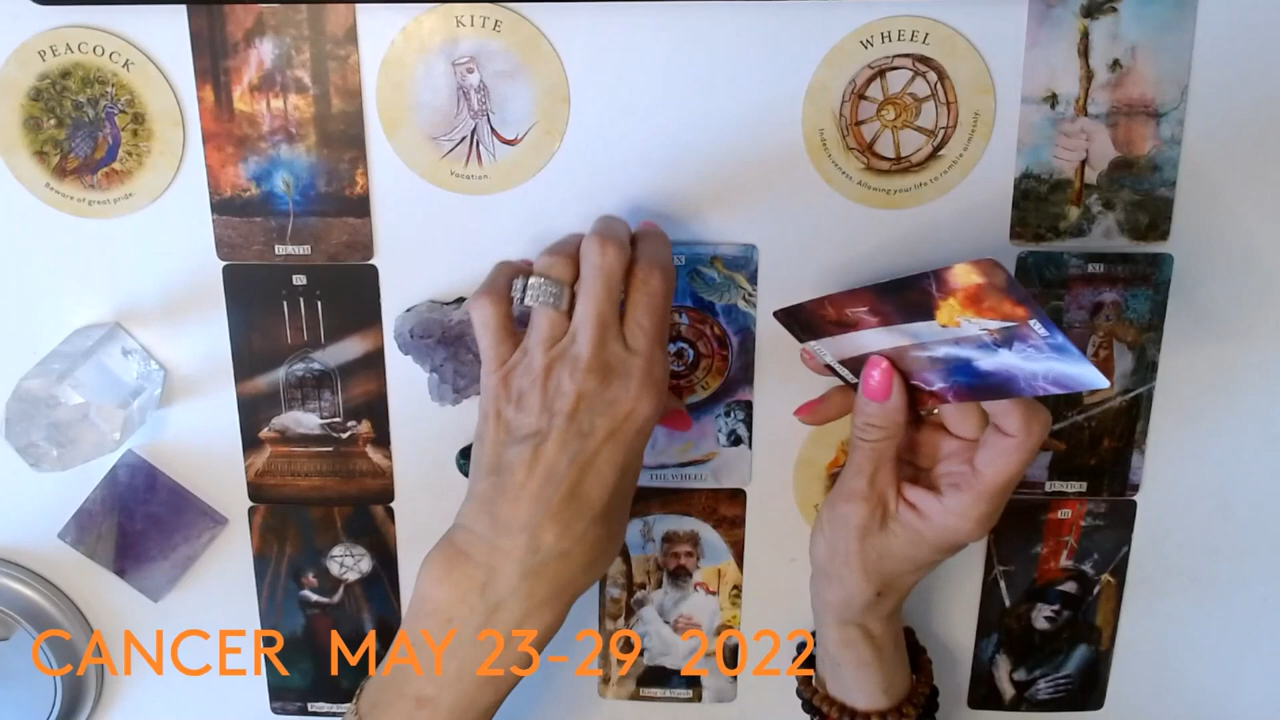 PEACOCK
Beware of great pride.
DEATH
KITE
Vacation.
WHEEL
Indecisiveness. Allowing your life to ramble aimlessly.
IV
X
THE WHEEL
XVI
XI
JUSTICE
III
King of Wands
CANCER MAY 23-29 2022